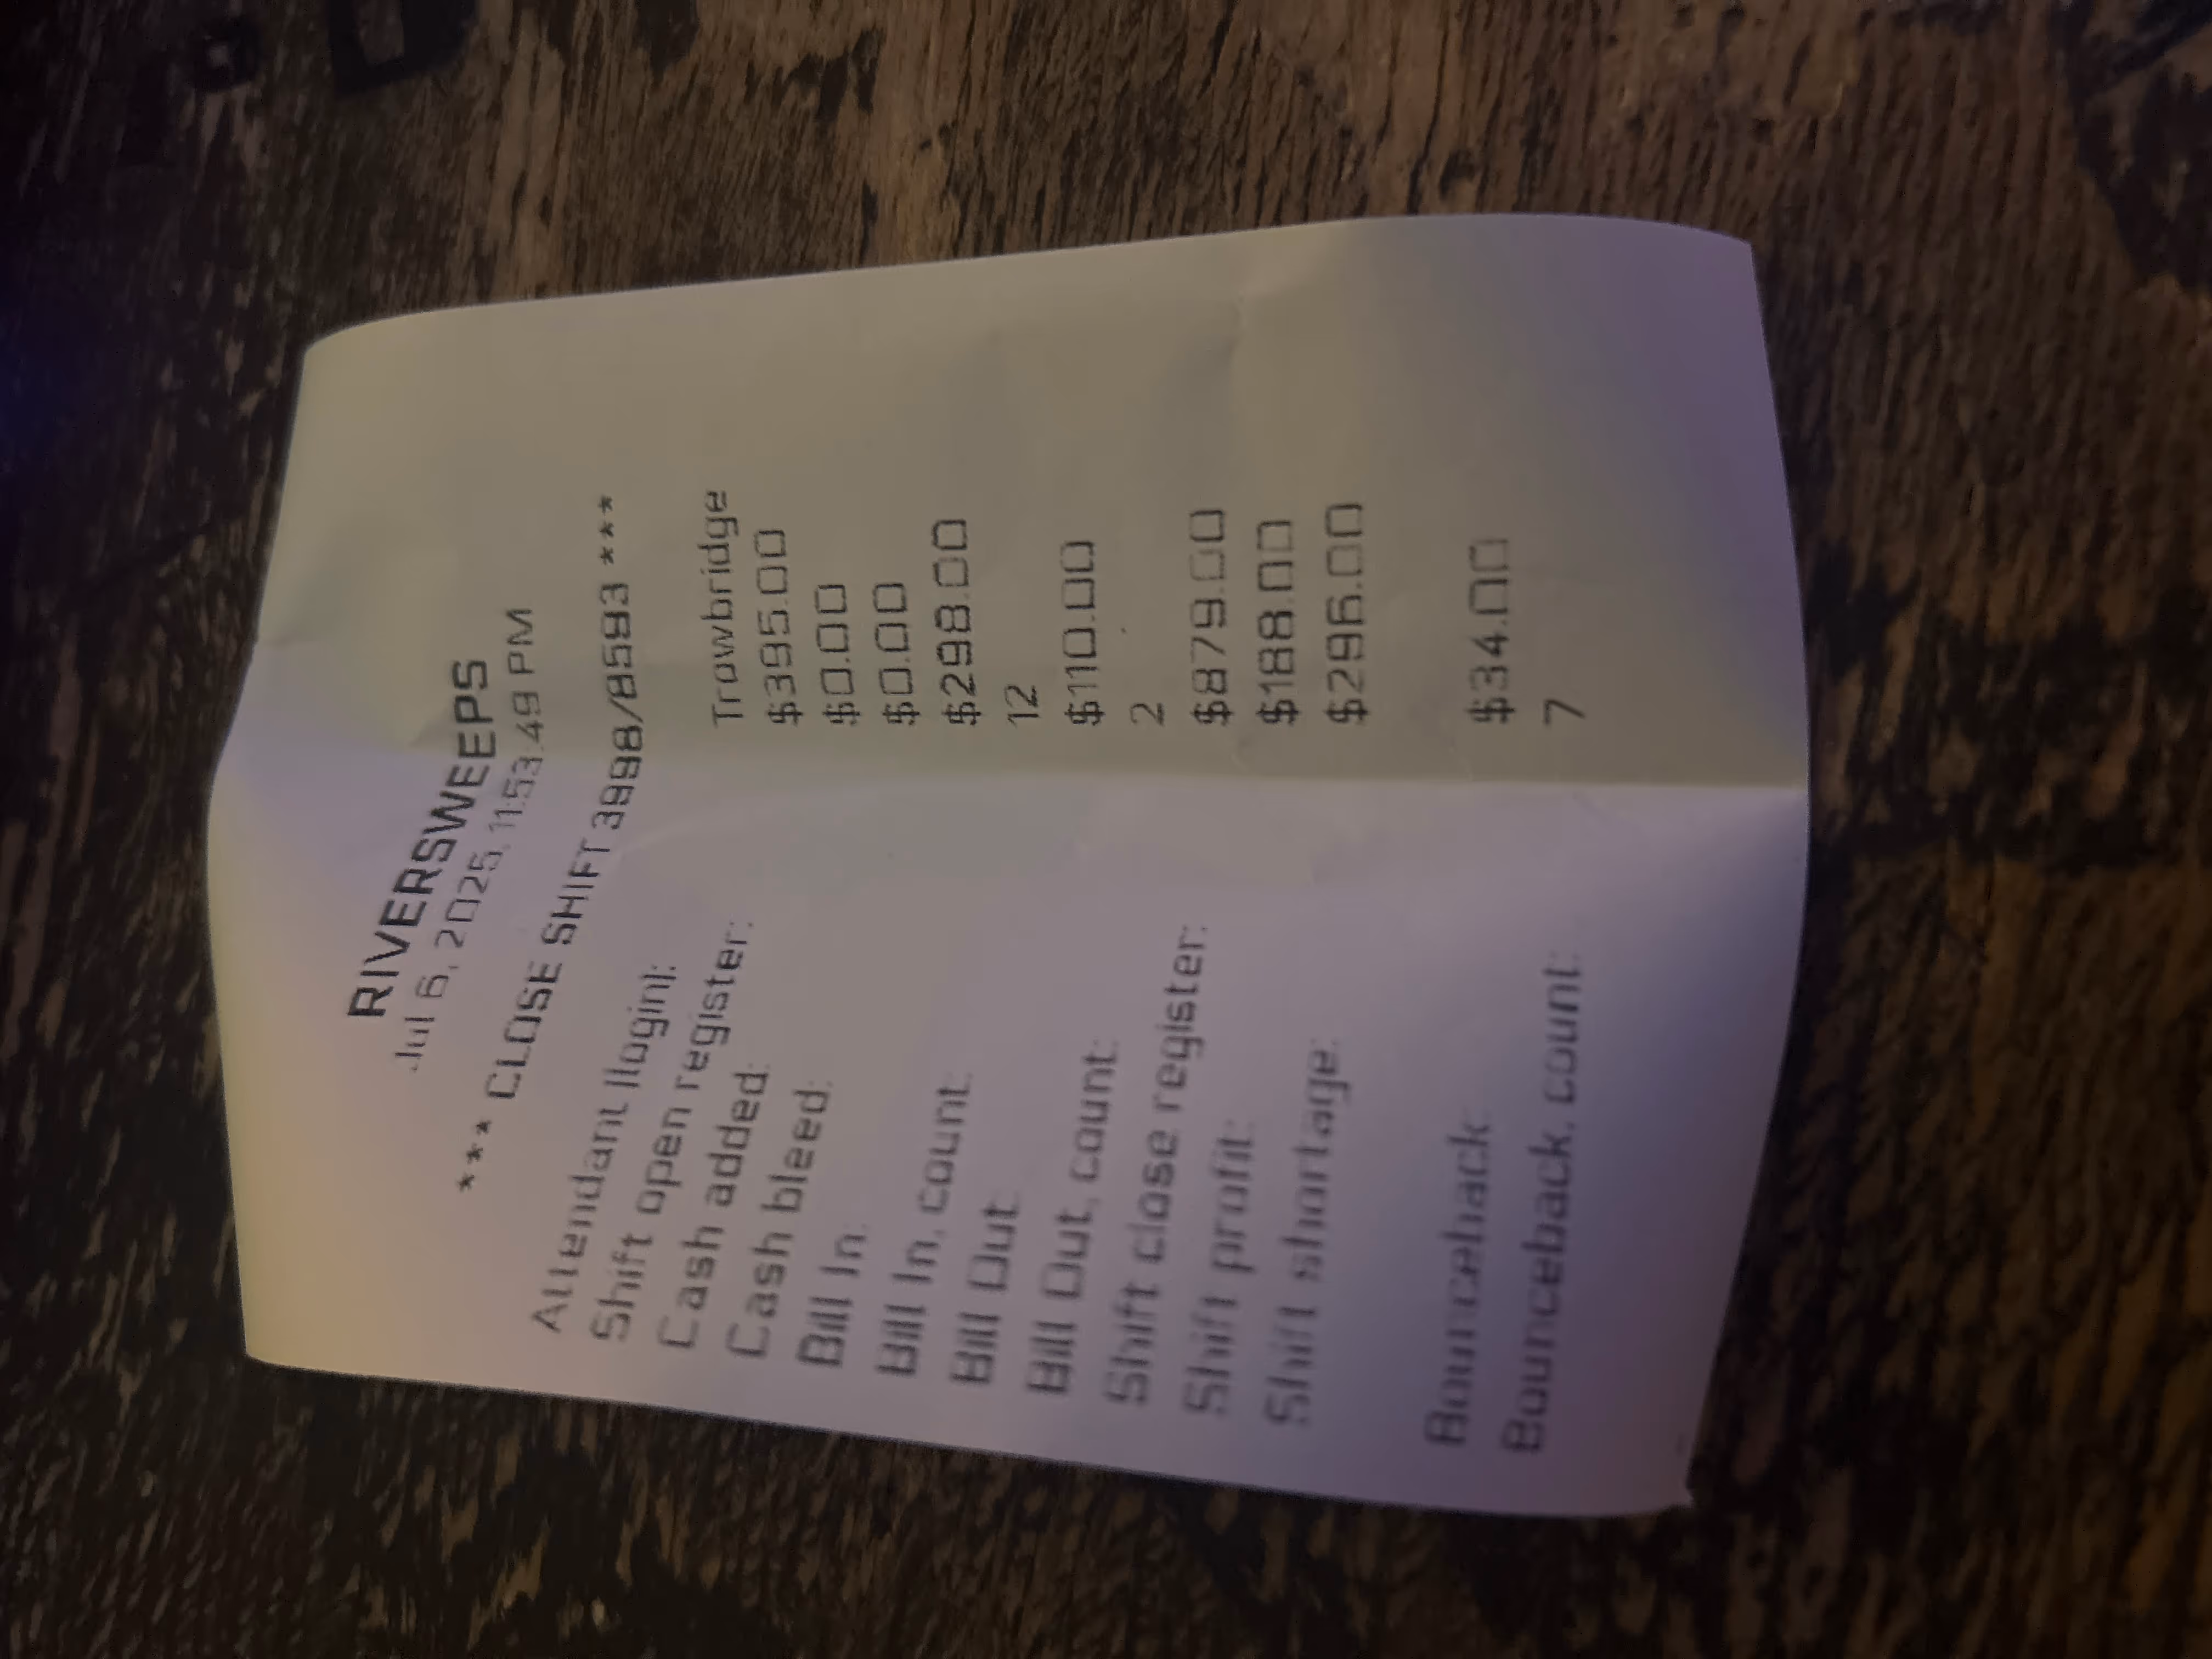 RIVERSWEEPS
Jul 6, 2025, 11:53:49 PM
*** CLOSE SHIFT 3998/8593 ***
Attendant [login]: Trowbridge
Shift open register: $395.00
Cash added: $0.00
Cash bleed: $0.00
Bill In: $298.00
Bill In, count: 12
Bill Out: $110.00
Bill Out, count: 2
Shift close register: $879.00
Shift profit: $188.00
Shift shortage: $296.00
Bounceback: $34.00
Bounceback, count: 7